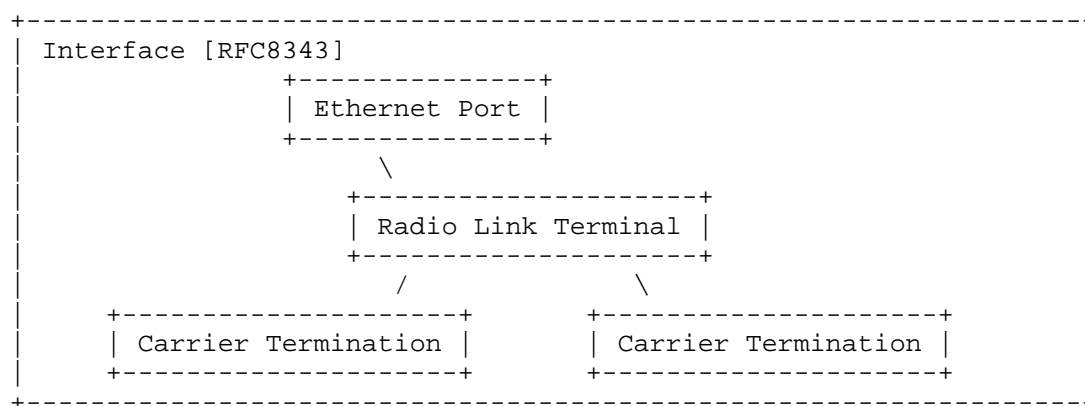 Interface [RFC8343]
Ethernet Port
Radio Link Terminal
Carrier Termination Carrier Termination